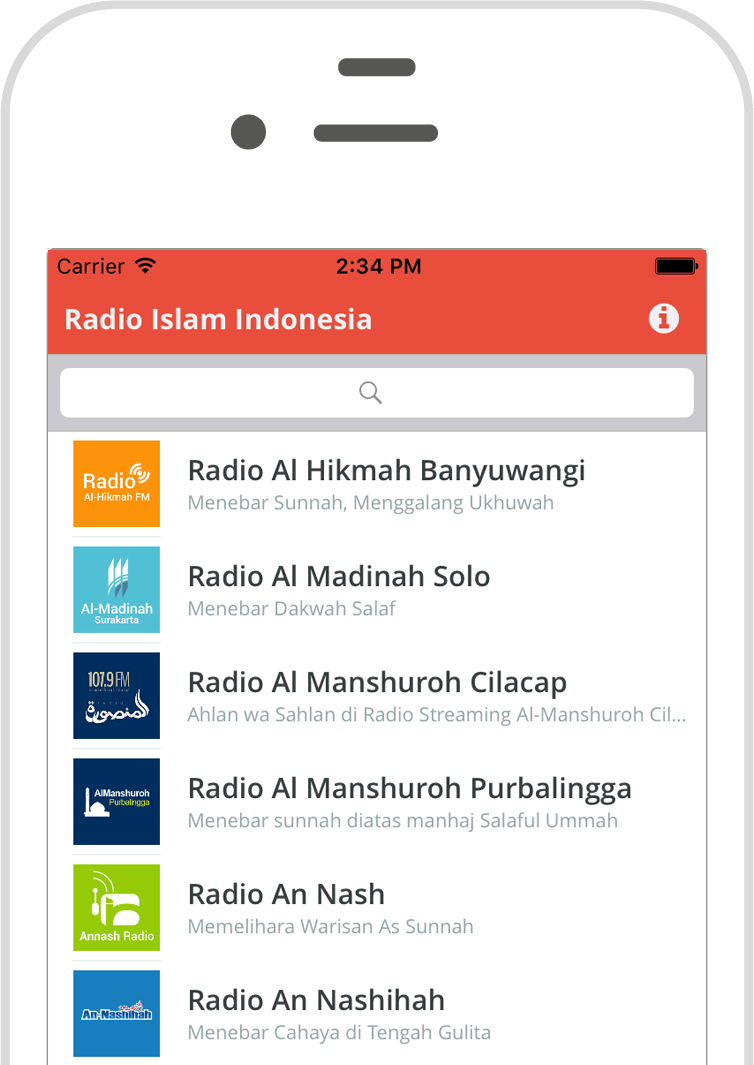 Carrier
2:34 PM
Radio Islam Indonesia
Radio
Al-Hikmah FM
Radio Al Hikmah Banyuwangi
Menebar Sunnah, Menggalang Ukhuwah
Al-Madinah
Surakarta
Radio Al Madinah Solo
Menebar Dakwah Salaf
107.9 FM
المنصورة
Radio Al Manshuroh Cilacap
Ahlan wa Sahlan di Radio Streaming Al-Manshuroh Cil...
AlManshuroh
Purbalingga
Radio Al Manshuroh Purbalingga
Menebar sunnah diatas manhaj Salaful Ummah
Annash Radio
Radio An Nash
Memelihara Warisan As Sunnah
An-Nashihah
Radio An Nashihah
Menebar Cahaya di Tengah Gulita